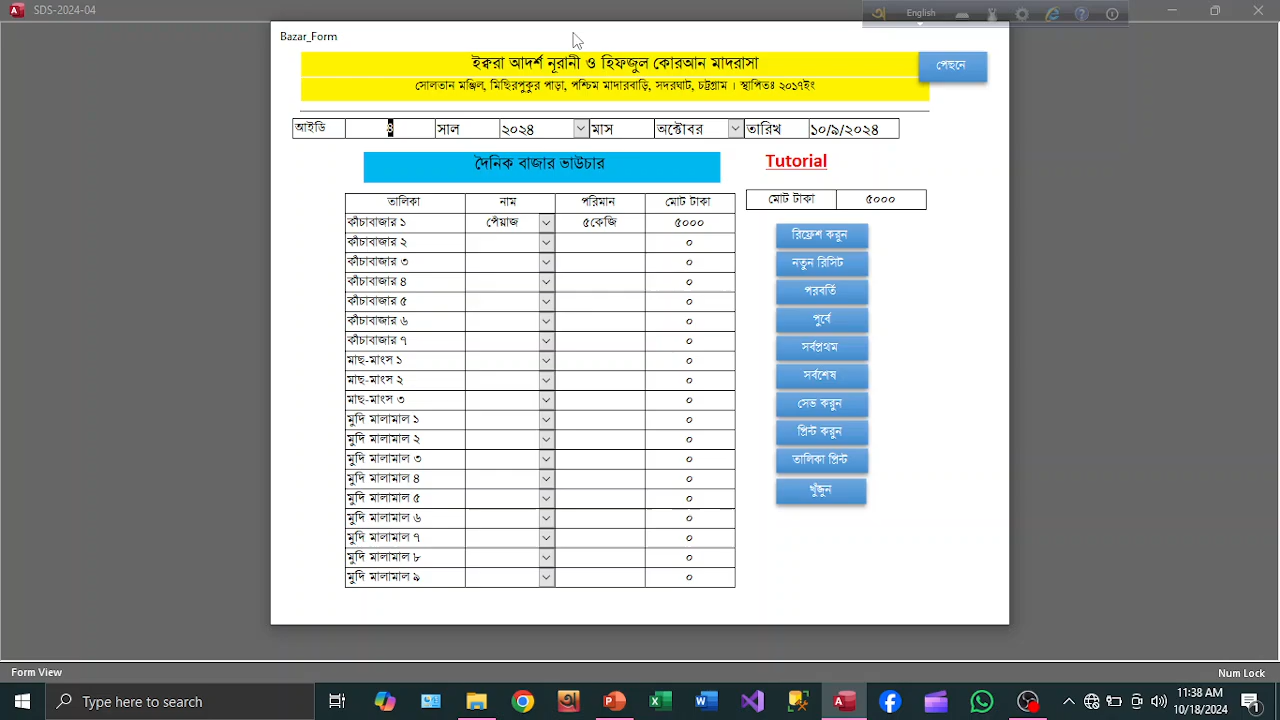 SDS-2024-04
English
Bazar_Form
ইক্বরা আদর্শ নূরানী ও হিফজুল কোরআন মাদরাসা
পেছনে
সোলতান মঞ্জিল, মিছিরপুকুর পাড়া, পশ্চিম মাদারবাড়ি, সদরঘাট, চট্টগ্রাম । স্থাপিতঃ ২০১৭ইং
আইডি সাল ২০২৪ মাস অক্টোবর তারিখ ১০/৯/২০২৪
দৈনিক বাজার ভাউচার
Tutorial
তালিকা নাম পরিমান মোট টাকা
মোট টাকা ৫০০০
কাঁচাবাজার ১ পেঁয়াজ ৫কেজি ৫০০০
কাঁচাবাজার ২ ০
কাঁচাবাজার ৩ ০
কাঁচাবাজার ৪ ০
কাঁচাবাজার ৫ ০
কাঁচাবাজার ৬ ০
কাঁচাবাজার ৭ ০
মাছ-মাংস ১ ০
মাছ-মাংস ২ ০
মাছ-মাংস ৩ ০
মুদি মালামাল ১ ০
মুদি মালামাল ২ ০
মুদি মালামাল ৩ ০
মুদি মালামাল ৪ ০
মুদি মালামাল ৫ ০
মুদি মালামাল ৬ ০
মুদি মালামাল ৭ ০
মুদি মালামাল ৮ ০
মুদি মালামাল ৯ ০
রিফ্রেশ করুন
নতুন রিসিট
পরবর্তি
পুর্বে
সর্বপ্রথম
সর্বশেষ
সেভ করুন
প্রিন্ট করুন
তালিকা প্রিন্ট
খুঁজুন
Form View
Num Lock
Type here to search
11:38 AM
10/18/2024